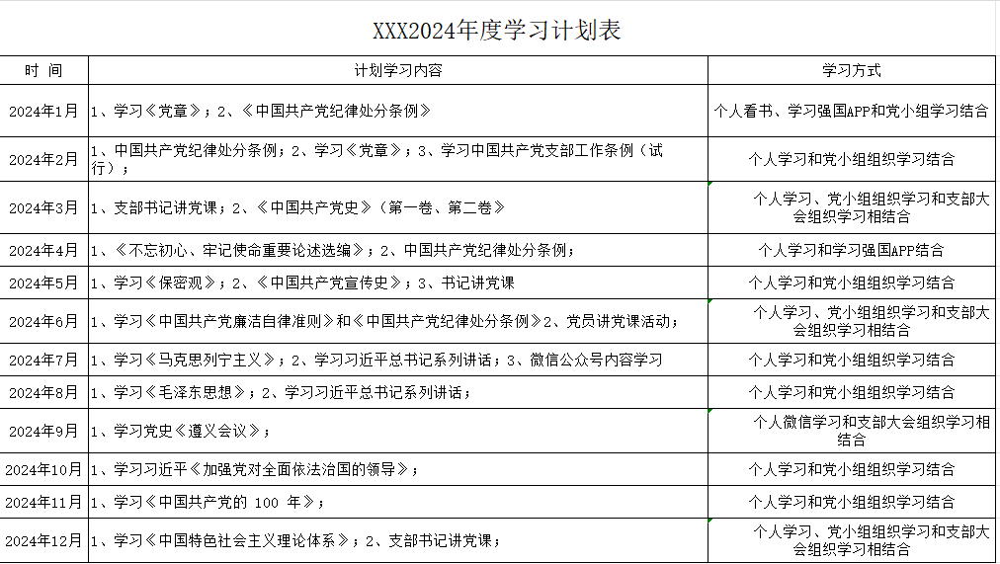 XXX2024年度学习计划表
时 间
计划学习内容
学习方式
2024年1月
1、学习《党章》;2、《中国共产党纪律处分条例》
个人看书、学习强国APP和党小组学习结合
2024年2月
1、中国共产党纪律处分条例;2、学习《党章》;3、学习中国共产党支部工作条例(试
行);
个人学习和党小组组织学习结合
2024年3月
1、支部书记讲党课;2、《中国共产党史》(第一卷、第二卷》
个人学习、党小组组织学习和支部大
会组织学习相结合
2024年4月
1、《不忘初心、牢记使命重要论述选编》;2、中国共产党纪律处分条例;
个人学习和学习强国APP结合
2024年5月
1、学习《保密观》;2、《中国共产党宣传史》;3、书记讲党课
个人学习和党小组组织学习结合
2024年6月
1、学习《中国共产党廉洁自律准则》和《中国共产党纪律处分条例》2、党员讲党课活动;
个人学习、党小组组织学习和支部大
会组织学习相结合
2024年7月
1、学习《马克思列宁主义》;2、学习习近平总书记系列讲话;3、微信公众号内容学习
个人学习和党小组组织学习结合
2024年8月
1、学习《毛泽东思想》;2、学习习近平总书记系列讲话;
个人学习和党小组组织学习结合
2024年9月
1、学习党史《遵义会议》;
个人微信学习和支部大会组织学习相
结合
2024年10月
1、学习习近平《加强党对全面依法治国的领导》;
个人学习和党小组组织学习结合
2024年11月
1、学习《中国共产党的 100 年》;
个人学习和党小组组织学习结合
2024年12月
1、学习《中国特色社会主义理论体系》;2、支部书记讲党课;
个人学习、党小组组织学习和支部大
会组织学习相结合